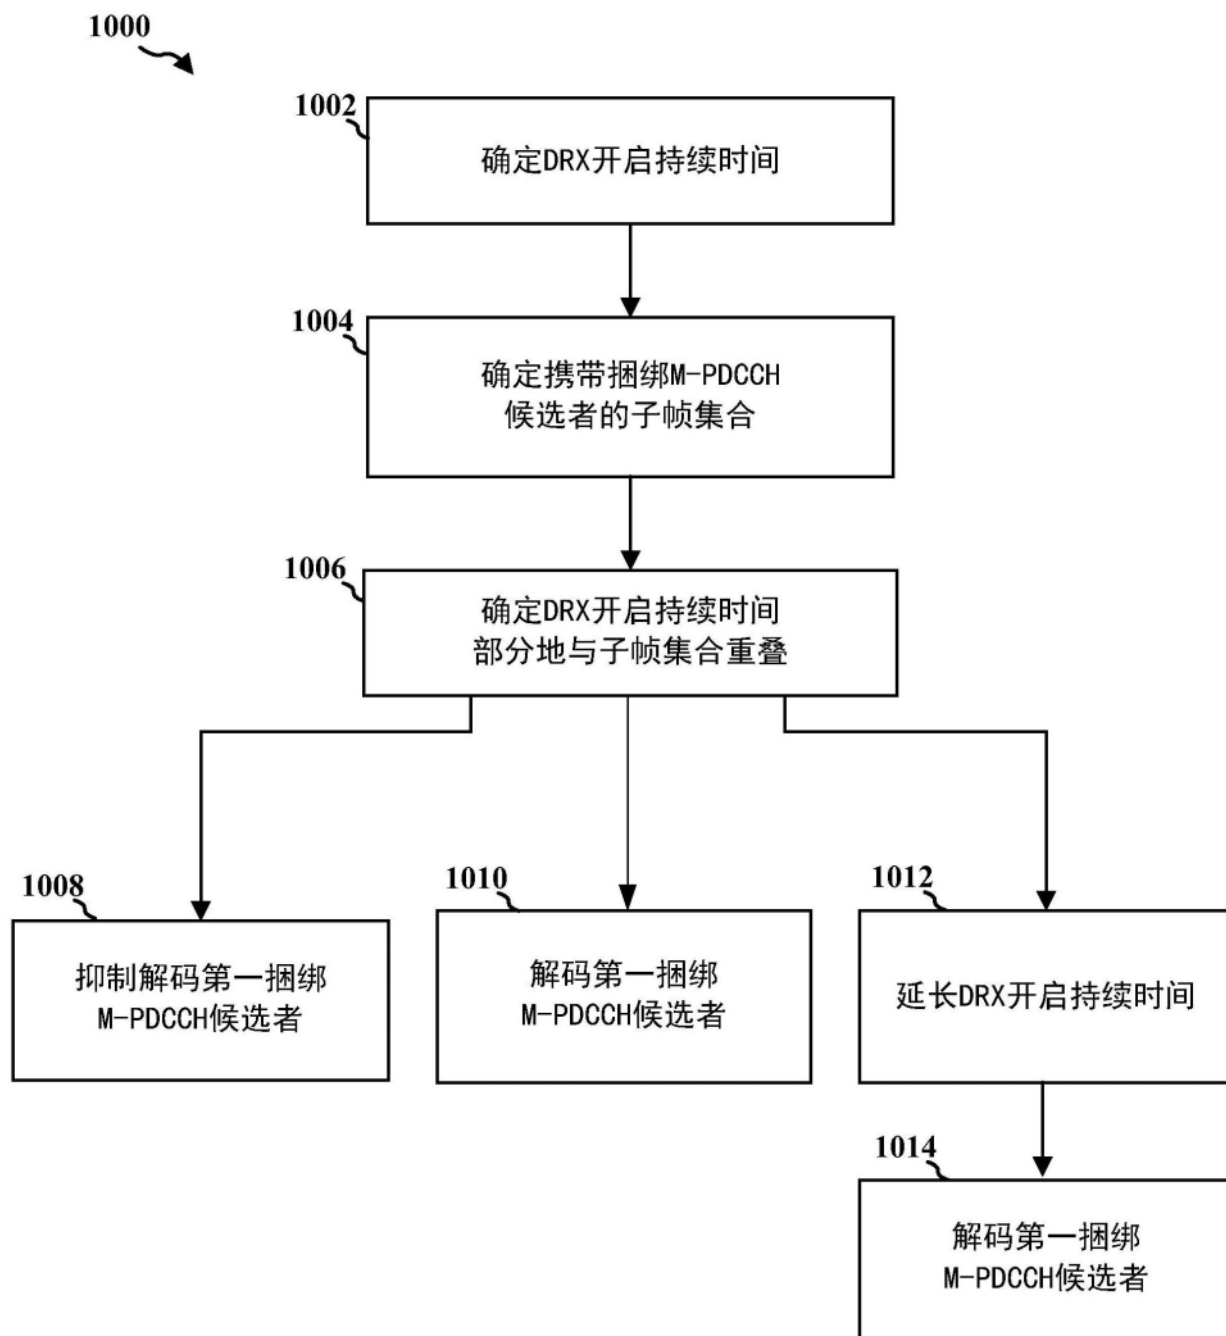 1000
1002
确定DRX开启持续时间
1004
确定携带捆绑M-PDCCH
候选者的子帧集合
1006
确定DRX开启持续时间
部分地与子帧集合重叠
1008
抑制解码第一捆绑
M-PDCCH候选者
1010
解码第一捆绑
M-PDCCH候选者
1012
延长DRX开启持续时间
1014
解码第一捆绑
M-PDCCH候选者